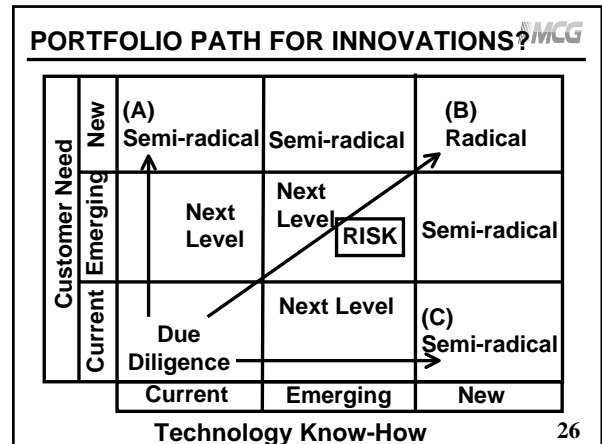 PORTFOLIO PATH FOR INNOVATIONS?
MCG
Customer Need
New
Emerging
Current
(A)
Semi-radical
Semi-radical
(B)
Radical
Next
Level
Next
Level
RISK
Semi-radical
Due
Diligence
Next Level
(C)
Semi-radical
Current
Emerging
New
Technology Know-How
26